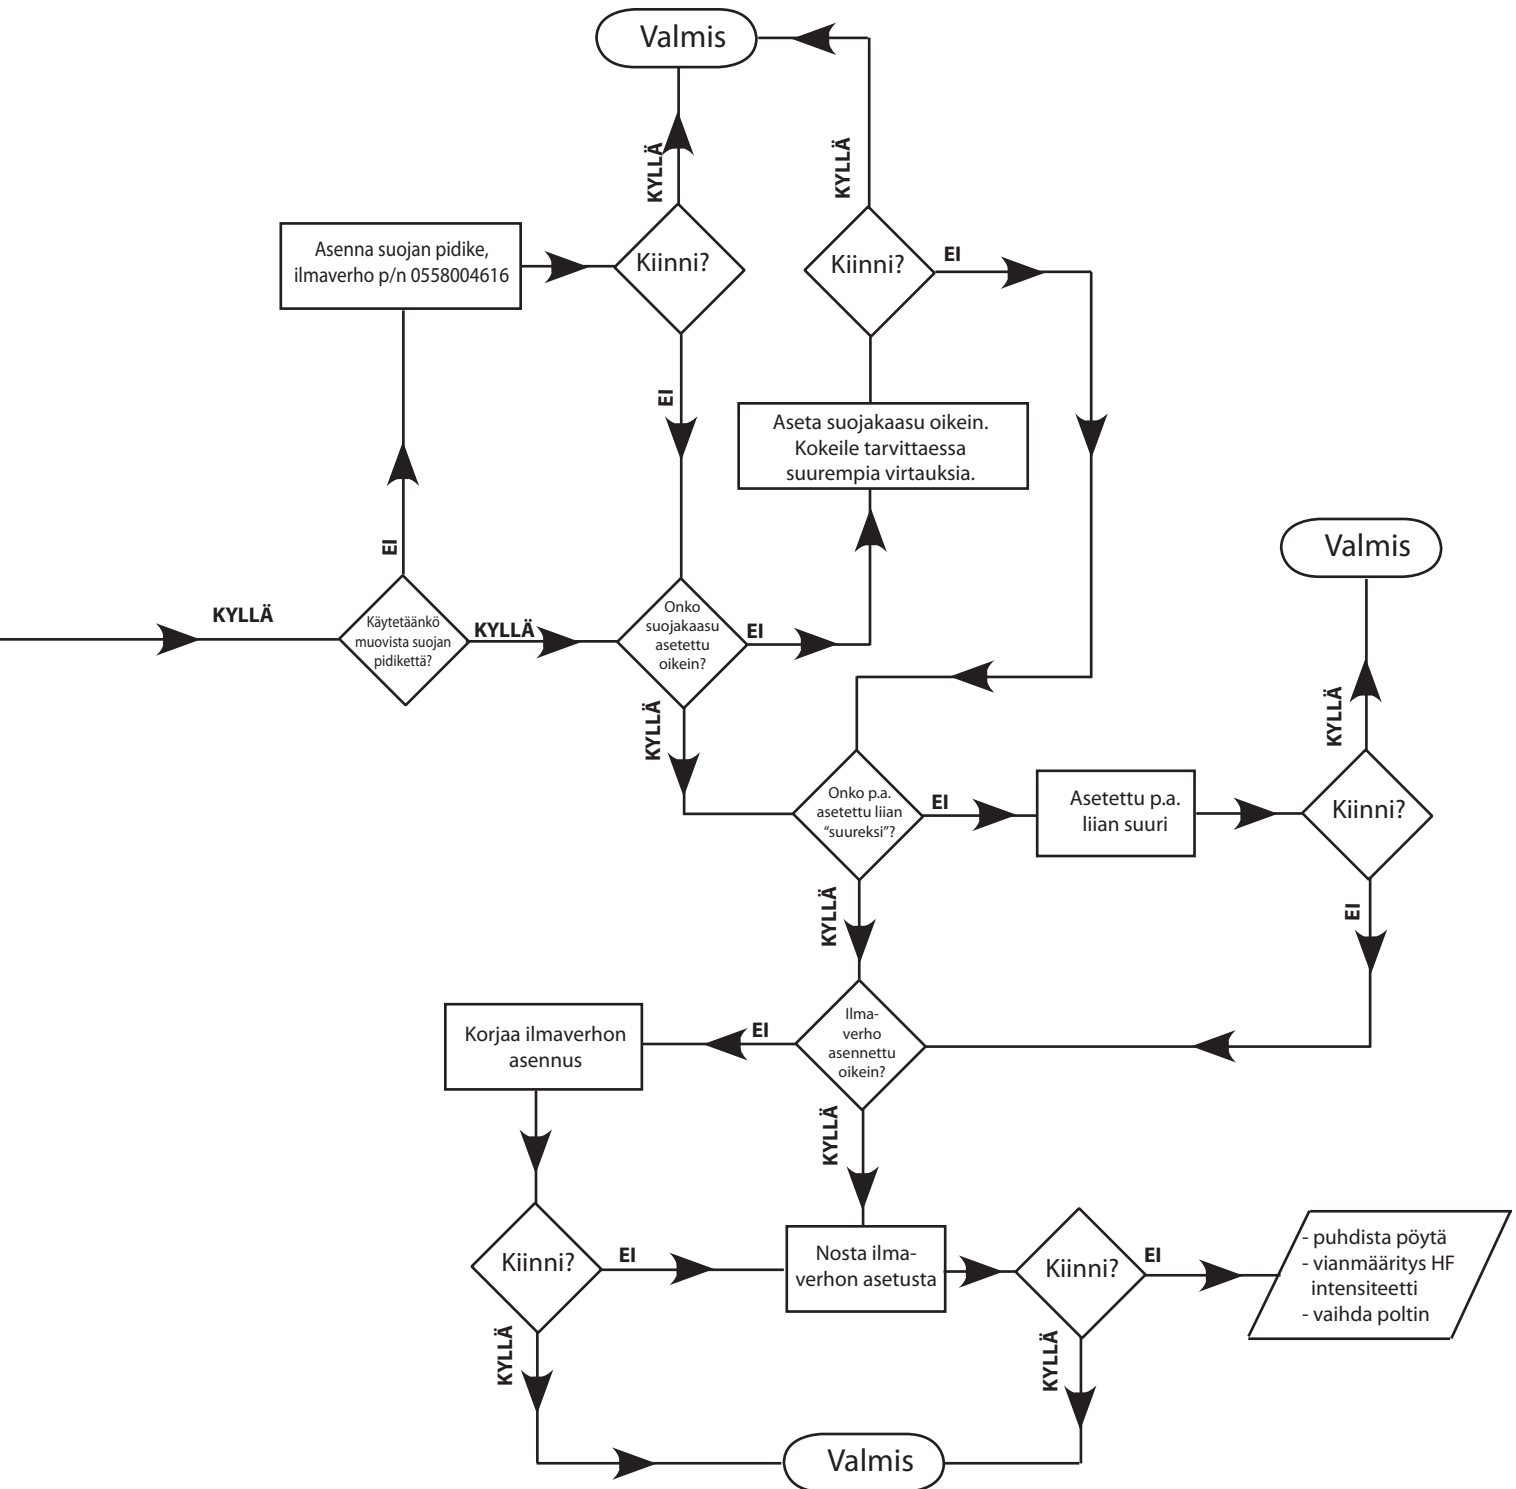 Valmis
KYLLÄ
KYLLÄ
Asenna suojan pidike,
ilmaverho p/n 0558004616
Kiinni?
Kiinni?
EI
EI
Aseta suojakaasu oikein.
Kokeile tarvittaessa
suurempia virtauksia.
EI
Valmis
KYLLÄ
Käytetäänkö
muovista suojan
pidikettä?
KYLLÄ
Onko
suojakaasu
asetettu
oikein?
EI
KYLLÄ
KYLLÄ
Onko p.a.
asetettu liian
“suureksi”?
EI
Asetettu p.a.
liian suuri
Kiinni?
KYLLÄ
EI
Korjaa ilmaverhon
asennus
EI
Ilma-
verho
asennettu
oikein?
KYLLÄ
Kiinni?
EI
Nosta ilma-
verhon asetusta
Kiinni?
EI
- puhdista pöytä
- vianmääritys HF
intensiteetti
- vaihda poltin
KYLLÄ
KYLLÄ
Valmis